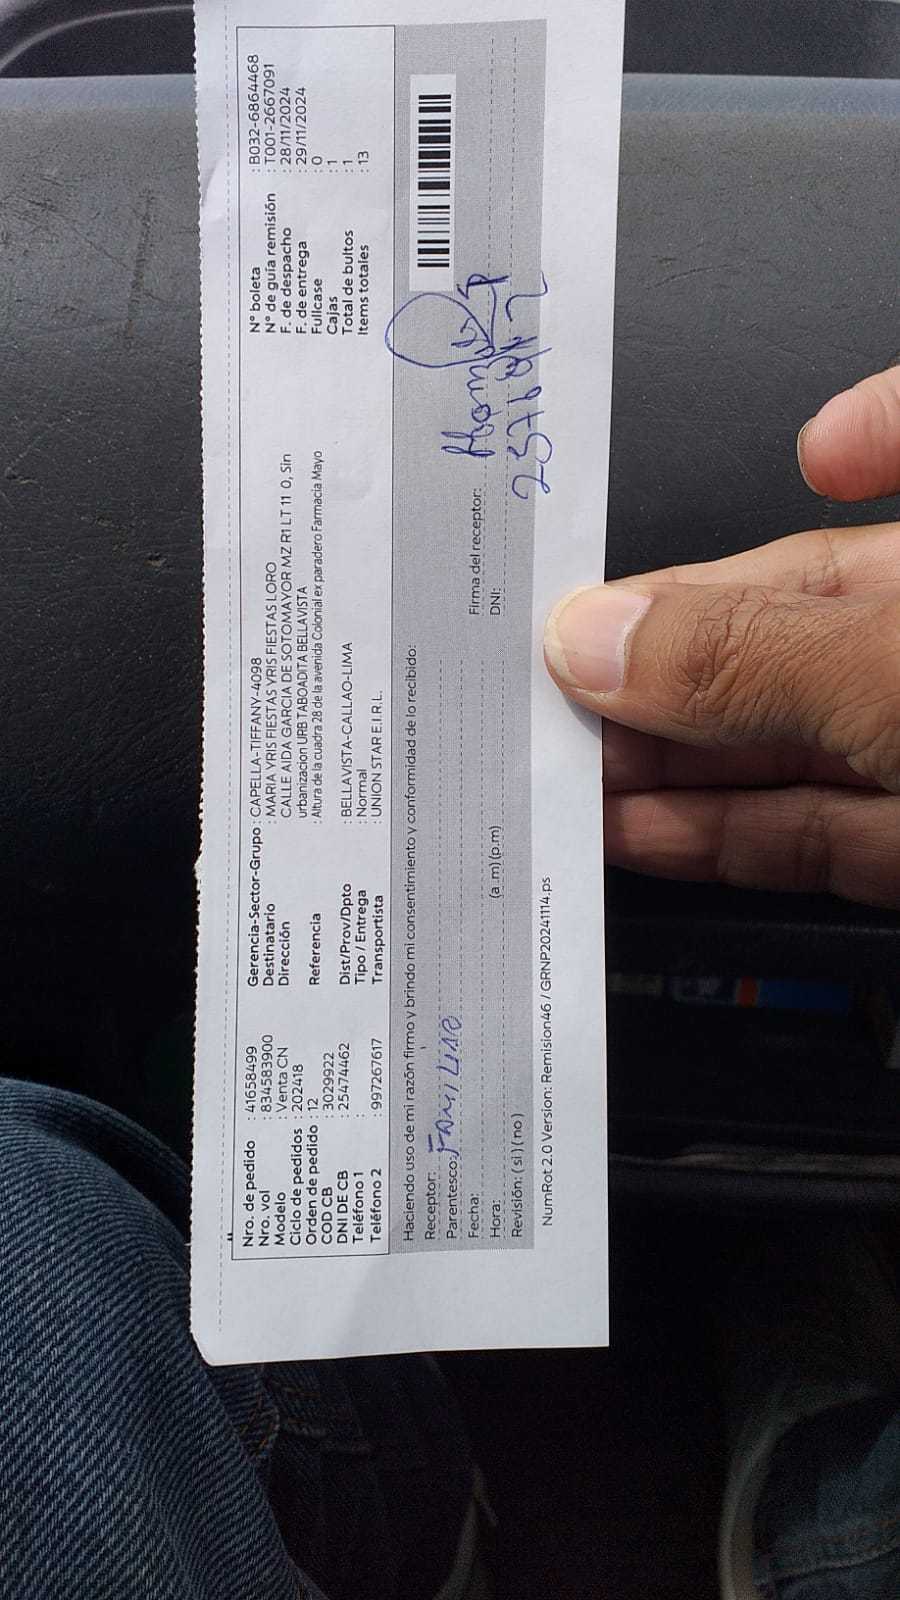 Nro. de pedido : 41658499
Nro. vol : 834583900
Modelo : Venta CN
Ciclo de pedidos : 202418
Orden de pedido : 12
COD CB : 3029922
DNI DE CB : 25474462
Teléfono 1 :
Teléfono 2 : 997267617
Gerencia-Sector-Grupo : CAPELLA-TIFFANY-4098
Destinatario : MARIA YRIS FIESTAS YRIS FIESTAS LORO
Dirección CALLE AIDA GARCIA DE SOTOMAYOR MZ R1 LT 11 0, Sin
urbanizacion URB TABOADITA BELLAVISTA
Referencia : Altura de la cuadra 28 de la avenida Colonial ex paradero Farmacia Mayo
Dist/Prov/Dpto : BELLAVISTA-CALLAO-LIMA
Tipo / Entrega : Normal
Transportista : UNION STAR E.I.R.L.
N° boleta : B032-6864468
N° de guía remisión : T001-2667091
F. de despacho : 28/11/2024
F. de entrega : 29/11/2024
Fullcase : 0
Cajas : 1
Total de bultos : 1
Items totales : 13
Haciendo uso de mi razón firmo y brindo mi consentimiento y conformidad de lo recibido:
Receptor:
Parentesco:
Fecha:
Hora: (a .m) (p.m)
Revisión: ( si ) ( no )
Firma del receptor:
DNI:
NumRot 2.0 Version: Remision46 / GRNP20241114.ps